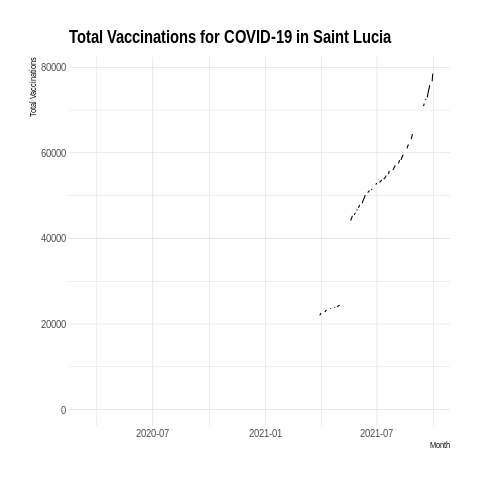 Total Vaccinations for COVID-19 in Saint Lucia
Total Vaccinations
80000
60000
40000
20000
0
2020-07 2021-01 2021-07
Month